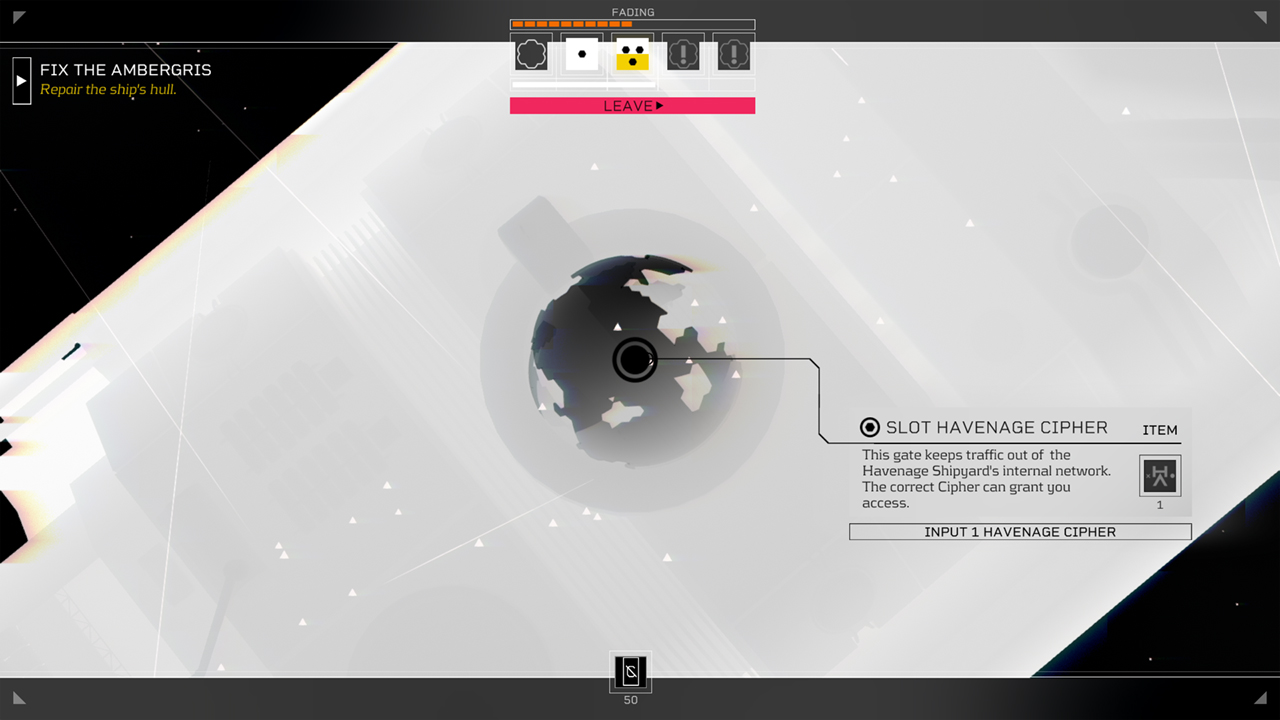 FADING
FIX THE AMBERGRIS
Repair the ship's hull.
LEAVE
SLOT HAVENAGE CIPHER
ITEM
This gate keeps traffic out of the
Havenage Shipyard's internal network.
The correct Cipher can grant you
access.
1
INPUT 1 HAVENAGE CIPHER
50